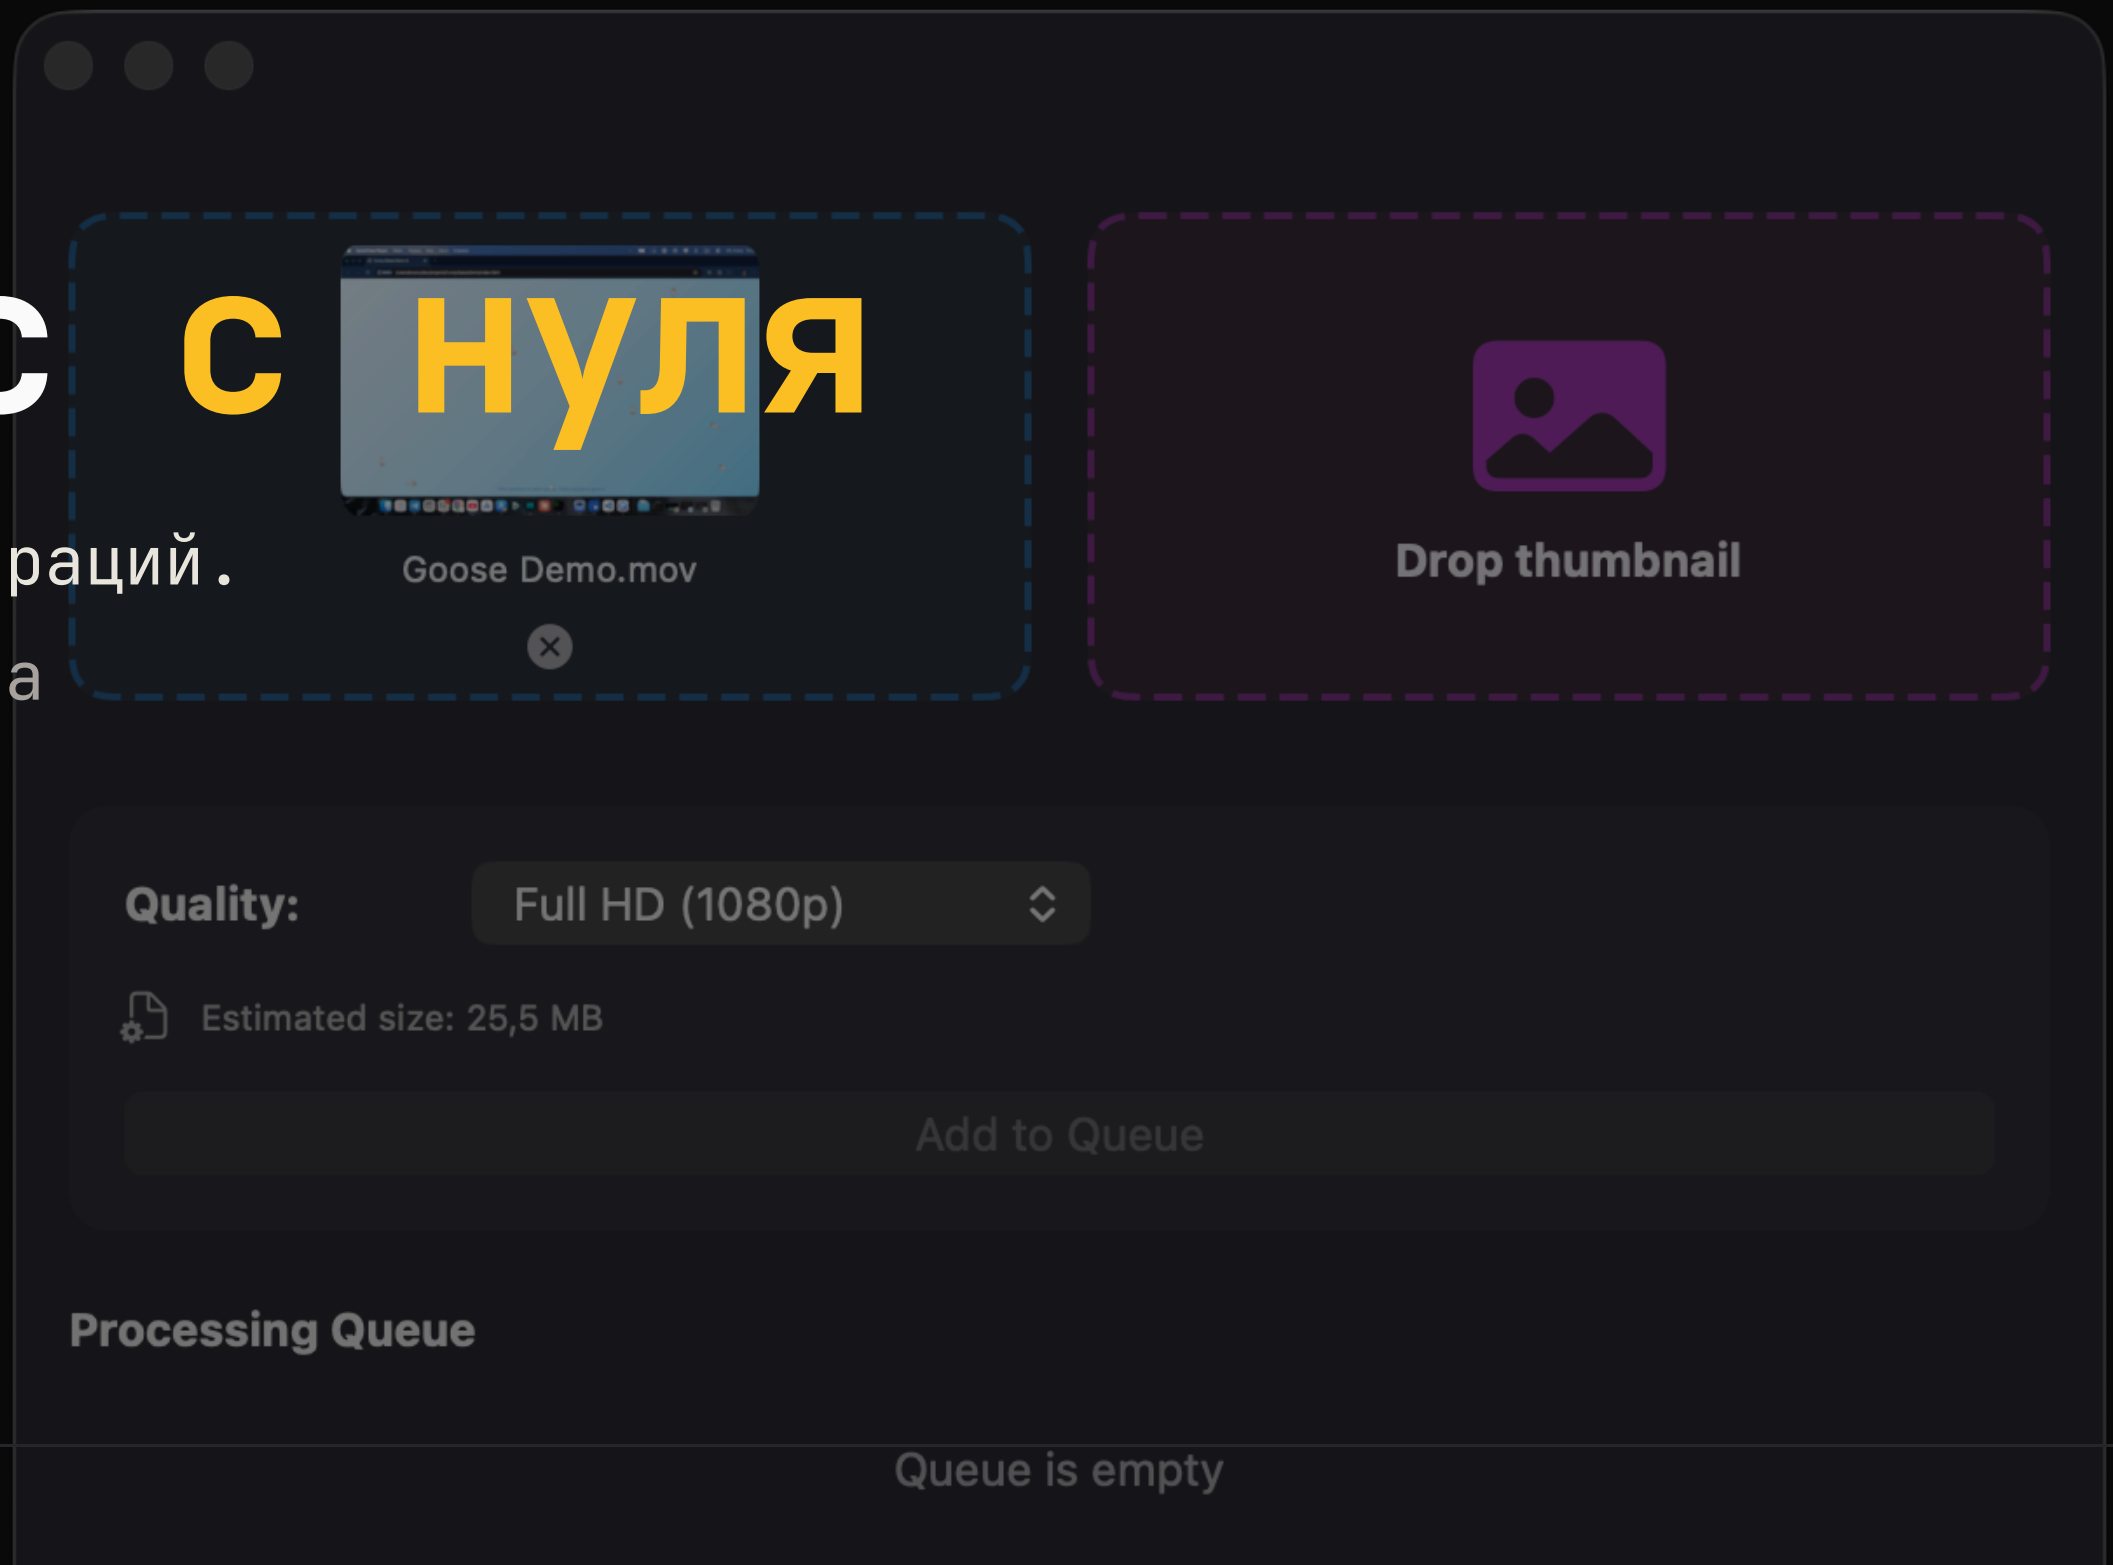 с с нуля
раций.
а
Goose Demo.mov
Drop thumbnail
Quality:
Full HD (1080p)
Estimated size: 25,5 MB
Add to Queue
Processing Queue
Queue is empty